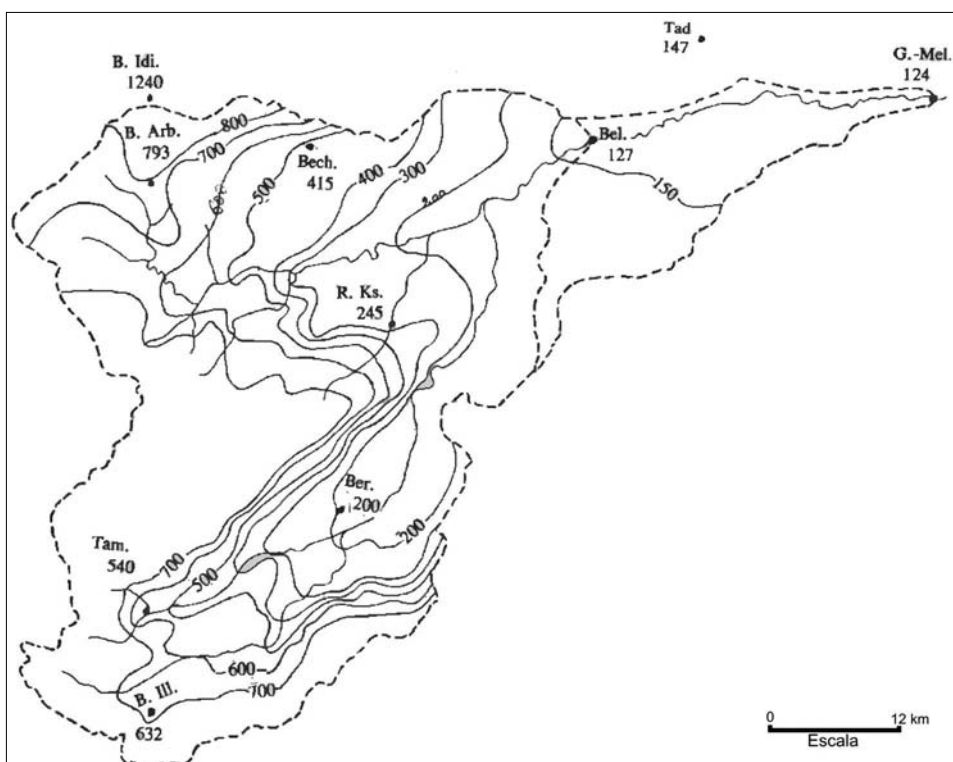 Tad
147
B. Idi.
1240
G.-Mel.
124
B. Arb.
793
800
700
Bech.
415
500
400
300
Bel.
127
150
R. Ks.
245
Ber.
200
200
Tam.
540
700
500
600
700
B. Ill.
632
0 12 km
Escala